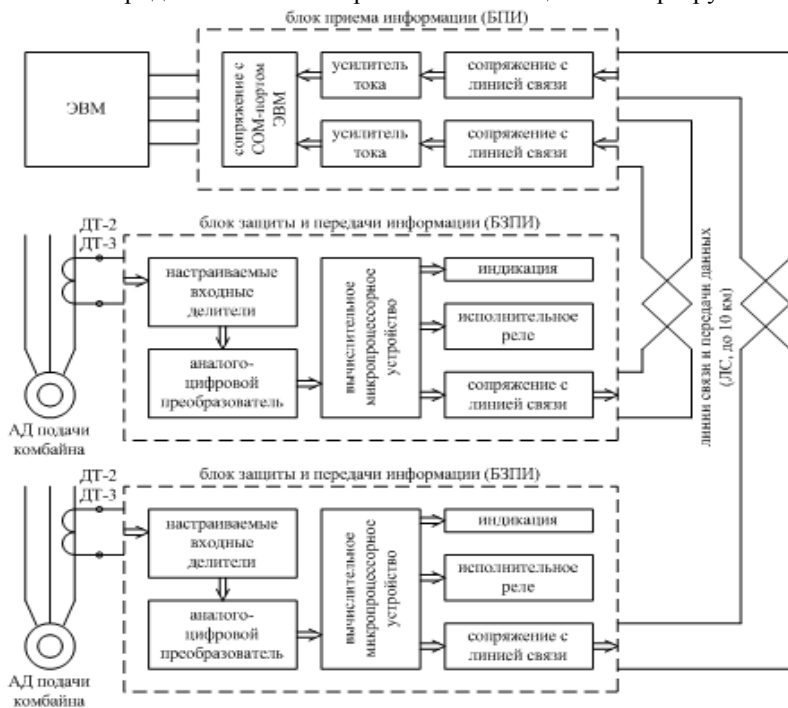 блок приема информации (БПИ)
ЭВМ
сопряжение с
COM-портом
ЭВМ
усилитель
тока
сопряжение с
линией связи
усилитель
тока
сопряжение с
линией связи
блок защиты и передачи информации (БЗПИ)
ДТ-2
ДТ-3
АД подачи
комбайна
настраиваемые
входные
делители
аналого-
цифровой
преобразователь
вычислительное
микропроцессорное
устройство
индикация
исполнительное
реле
сопряжение с
линией связи
линии связи и передачи данных
(ЛС, до 10 км)
блок защиты и передачи информации (БЗПИ)
ДТ-2
ДТ-3
АД подачи
комбайна
настраиваемые
входные
делители
аналого-
цифровой
преобразователь
вычислительное
микропроцессорное
устройство
индикация
исполнительное
реле
сопряжение с
линией связи